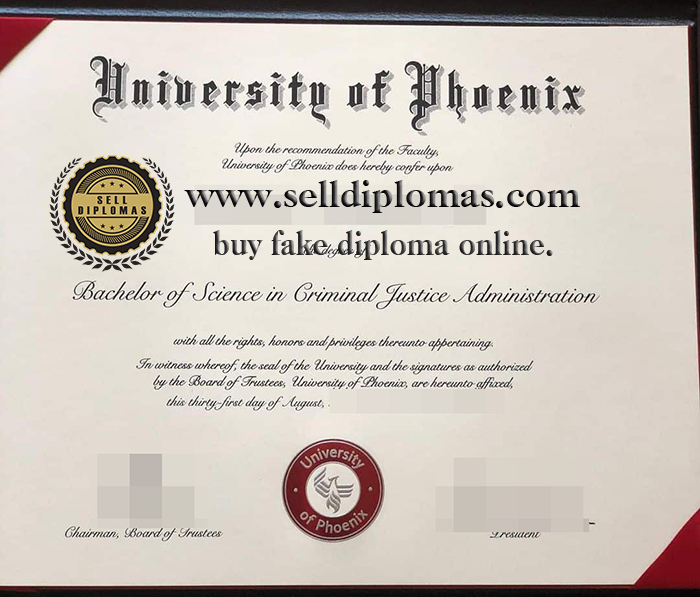 University of Phoenix
Upon the recommendation of the Faculty,
University of Phoenix does hereby confer upon
SELL
DIPLOMAS
www.selldiplomas.com
buy fake diploma online.
Bachelor of Science in Criminal Justice Administration
with all the rights, honors and privileges thereunto appertaining.
In witness whereof, the seal of the University and the signatures as authorized
by the Board of Trustees, University of Phoenix, are hereunto affixed,
this thirty-first day of August,
University
of Phoenix
Chairman, Board of Trustees
President